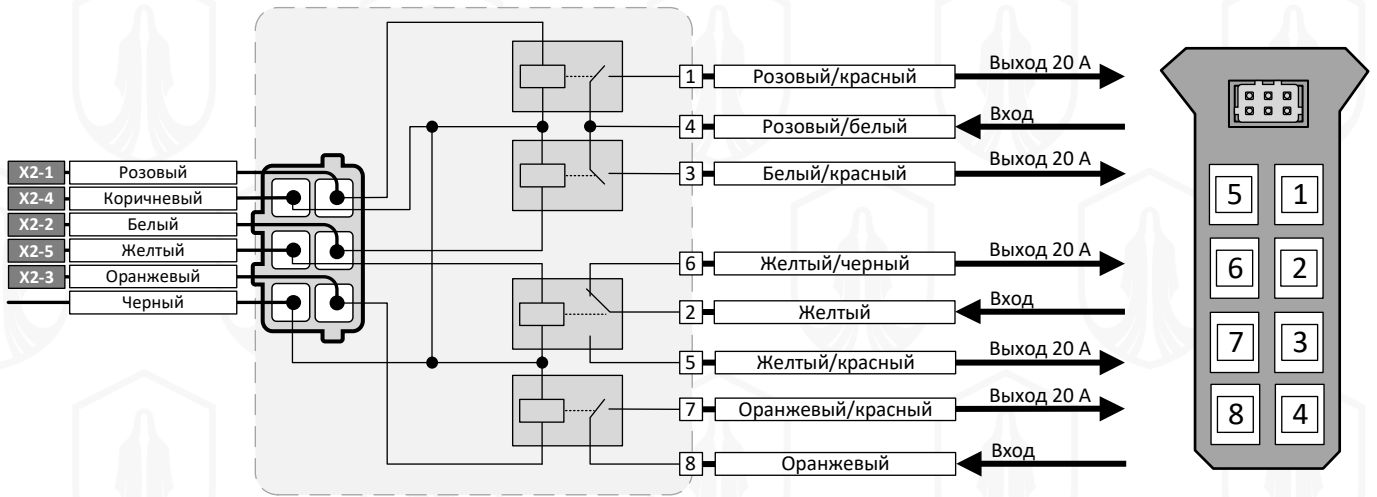 X2-1 Розовый
X2-4 Коричневый
X2-2 Белый
X2-5 Желтый
X2-3 Оранжевый
Черный
1 Розовый/красный Выход 20 А
4 Розовый/белый Вход
3 Белый/красный Выход 20 А
6 Желтый/черный Выход 20 А
2 Желтый Вход
5 Желтый/красный Выход 20 А
7 Оранжевый/красный Выход 20 А
8 Оранжевый Вход
5 1
6 2
7 3
8 4